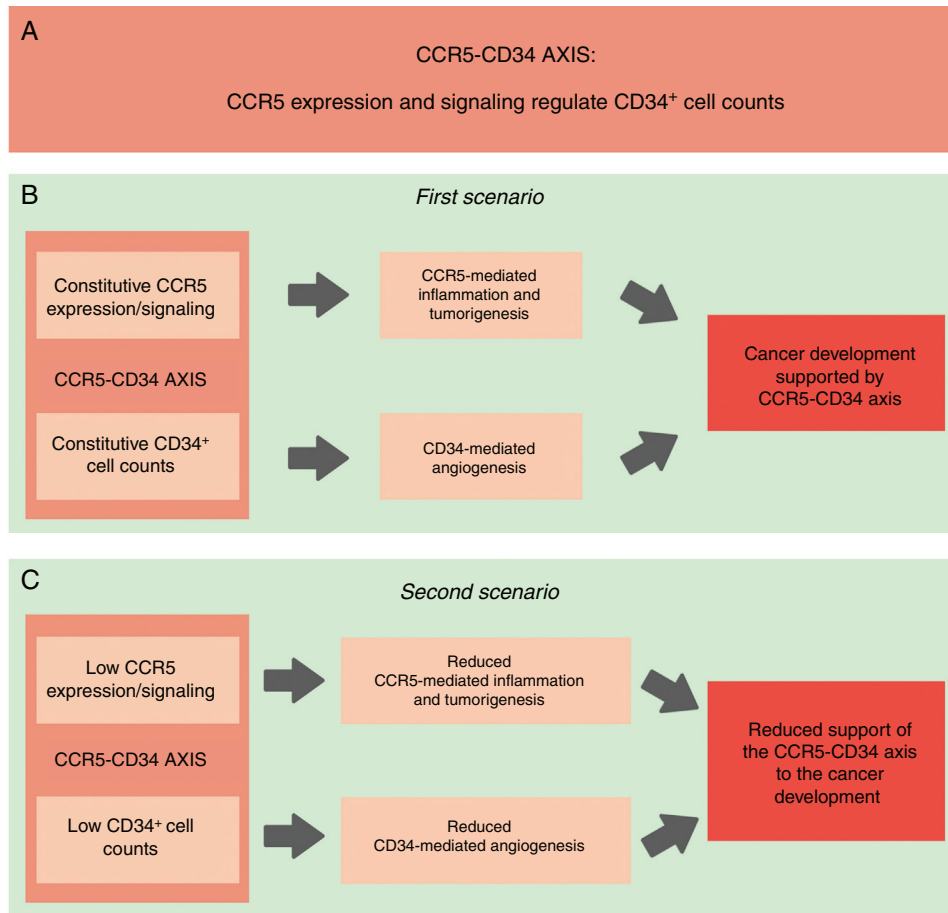 A
CCR5-CD34 AXIS:
CCR5 expression and signaling regulate CD34⁺ cell counts
B
First scenario
Constitutive CCR5
expression/signaling
CCR5-CD34 AXIS
Constitutive CD34⁺
cell counts
CCR5-mediated
inflammation and
tumorigenesis
CD34-mediated
angiogenesis
Cancer development
supported by
CCR5-CD34 axis
C
Second scenario
Low CCR5
expression/signaling
CCR5-CD34 AXIS
Low CD34⁺ cell
counts
Reduced
CCR5-mediated inflammation
and tumorigenesis
Reduced
CD34-mediated angiogenesis
Reduced support of
the CCR5-CD34 axis
to the cancer
development